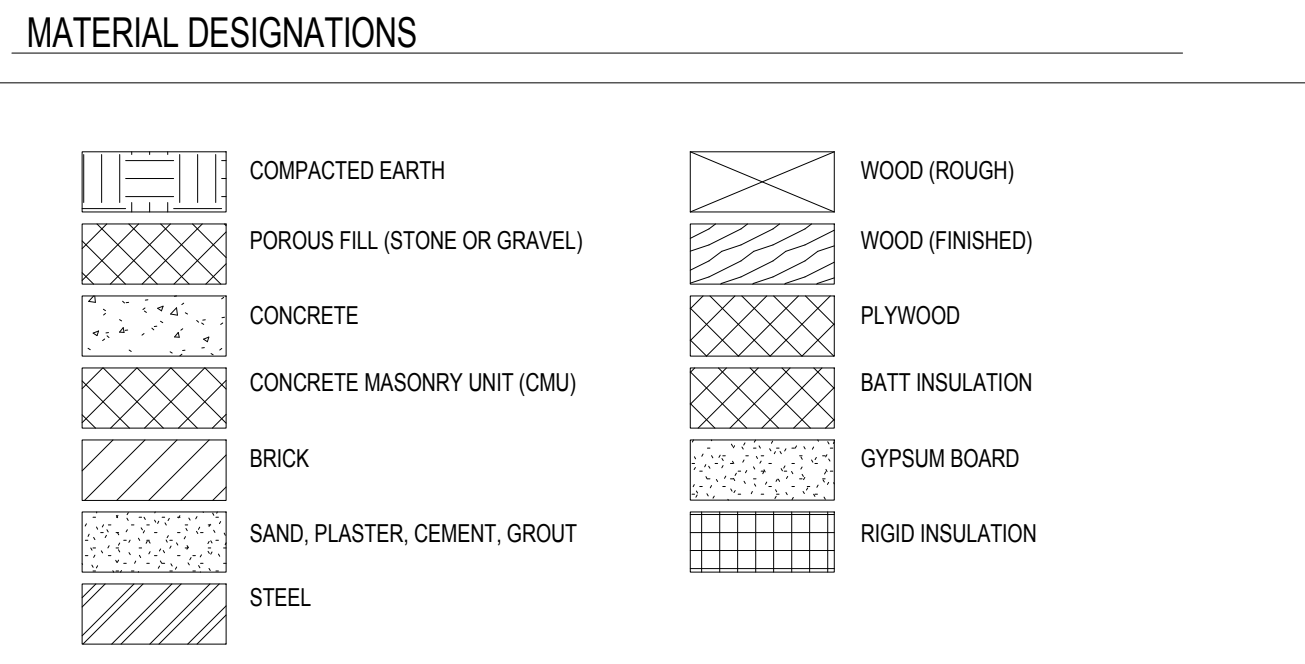 MATERIAL DESIGNATIONS
COMPACTED EARTH
POROUS FILL (STONE OR GRAVEL)
CONCRETE
CONCRETE MASONRY UNIT (CMU)
BRICK
SAND, PLASTER, CEMENT, GROUT
STEEL
WOOD (ROUGH)
WOOD (FINISHED)
PLYWOOD
BATT INSULATION
GYPSUM BOARD
RIGID INSULATION